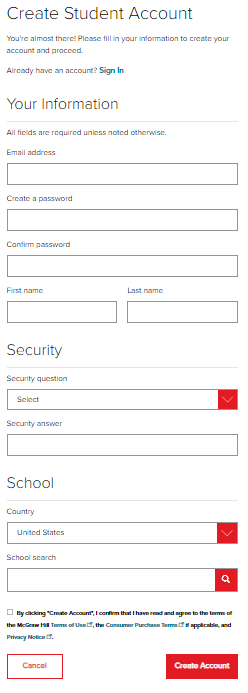 Create Student Account
You're almost there! Please fill in your information to create your
account and proceed.
Already have an account? Sign In
Your Information
All fields are required unless noted otherwise.
Email address
Create a password
Confirm password
First name Last name
Security
Security question
Select
Security answer
School
Country
United States
School search
By clicking "Create Account", I confirm that I have read and agree to the terms of
the McGraw Hill Terms of Use, the Consumer Purchase Terms if applicable, and
Privacy Notice.
Cancel Create Account